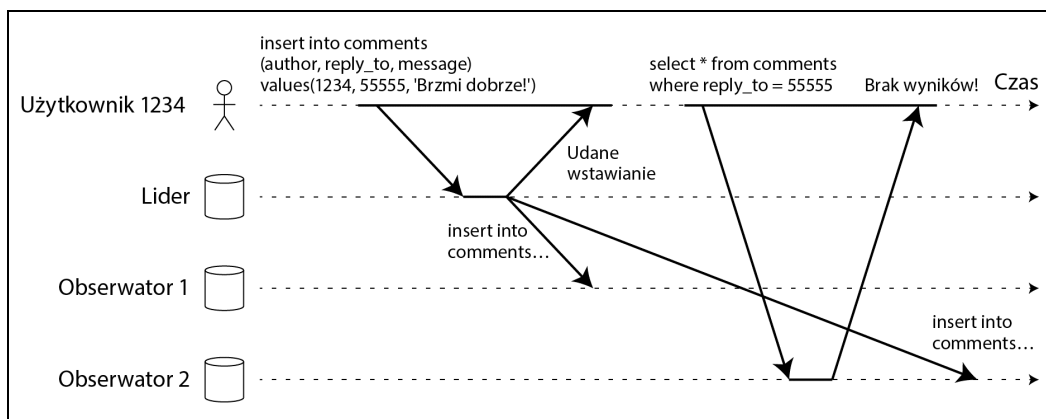 insert into comments
(author, reply_to, message)
values(1234, 55555, 'Brzmi dobrze!')
select * from comments
where reply_to = 55555
Brak wyników!
Czas
Użytkownik 1234
Udane
wstawianie
Lider
insert into
comments…
Obserwator 1
insert into
comments…
Obserwator 2